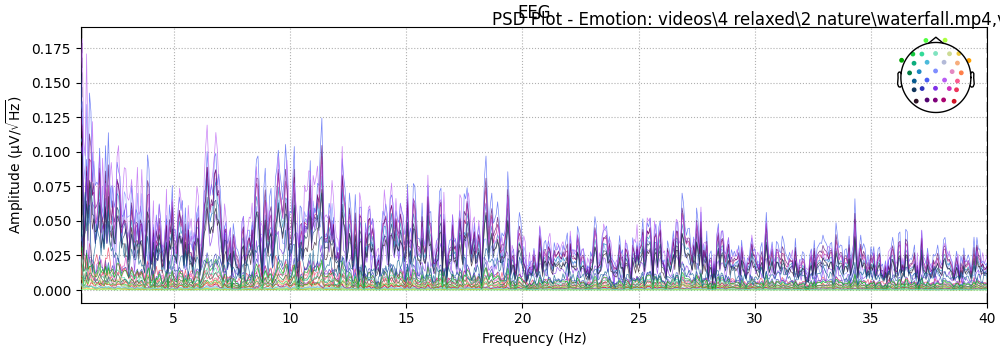 EEG
PSD Plot - Emotion: videos\4 relaxed\2 nature\waterfall.mp4,
Amplitude (µV/√Hz)
0.175
0.150
0.125
0.100
0.075
0.050
0.025
0.000
5 10 15 20 25 30 35 40
Frequency (Hz)